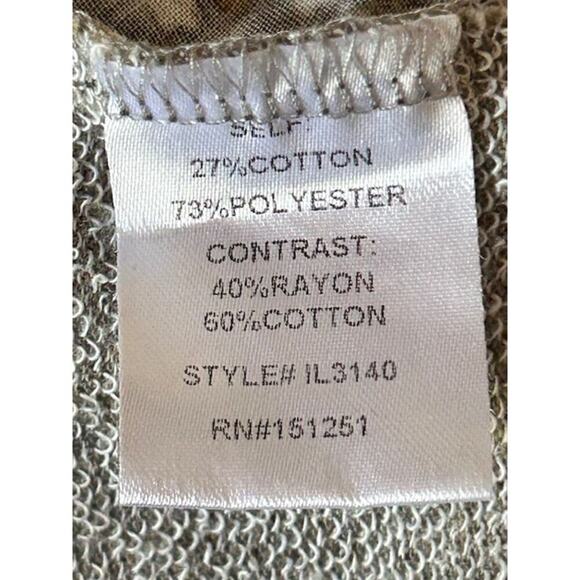 SELF:
27%COTTON
73%POLYESTER
CONTRAST:
40%RAYON
60%COTTON
STYLE# IL3140
RN#151251